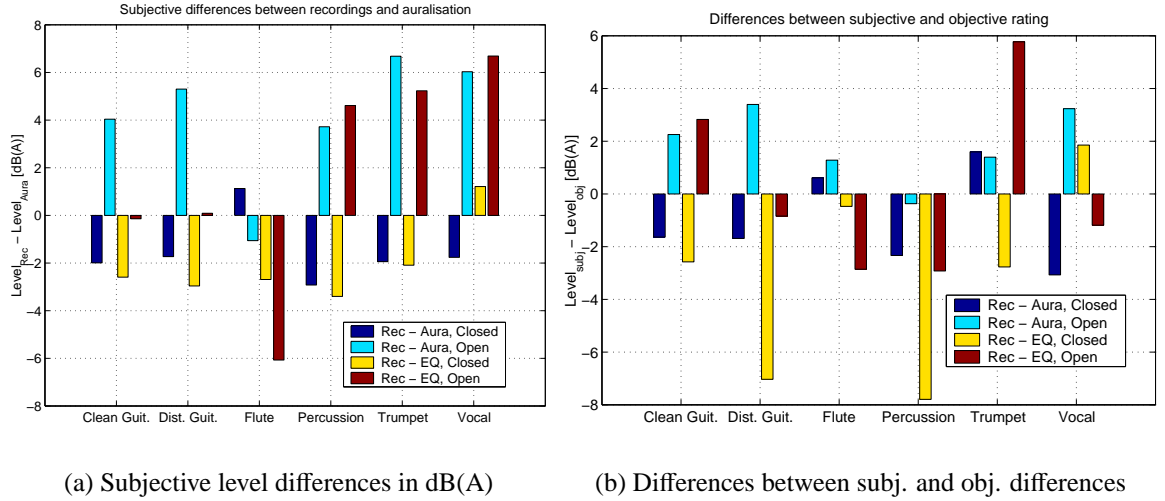 Subjective differences between recordings and auralisation
Level_Rec − Level_Aura [dB(A)]
8
6
4
2
0
−2
−4
−6
−8
Clean Guit. Dist. Guit. Flute Percussion Trumpet Vocal
Rec − Aura, Closed
Rec − Aura, Open
Rec − EQ, Closed
Rec − EQ, Open
(a) Subjective level differences in dB(A)
Differences between subjective and objective rating
Level_subj − Level_obj [dB(A)]
6
4
2
0
−2
−4
−6
−8
Clean Guit. Dist. Guit. Flute Percussion Trumpet Vocal
Rec − Aura, Closed
Rec − Aura, Open
Rec − EQ, Closed
Rec − EQ, Open
(b) Differences between subj. and obj. differences